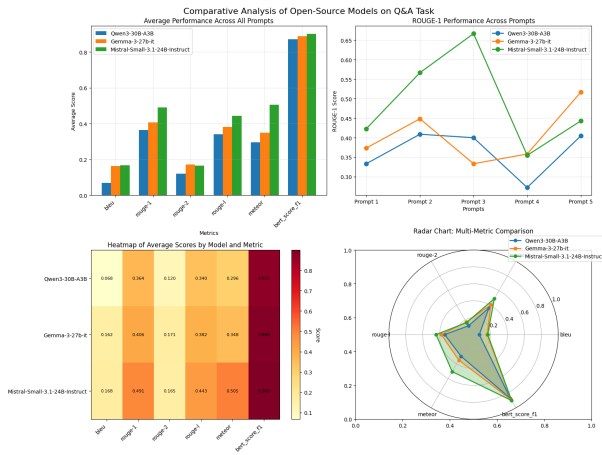 Comparative Analysis of Open-Source Models on Q&A Task
Average Performance Across All Prompts
Qwen3-30B-A3B
Gemma-3-27b-it
Mistral-Small-3.1-24B-Instruct
Average Score
0.8
0.6
0.4
0.2
0.0
bleu
rouge-1
rouge-2
rouge-l
meteor
bert_score_f1
Metrics
ROUGE-1 Performance Across Prompts
Qwen3-30B-A3B
Gemma-3-27b-it
Mistral-Small-3.1-24B-Instruct
ROUGE-1 Score
0.65
0.60
0.55
0.50
0.45
0.40
0.35
0.30
Prompt 1 Prompt 2 Prompt 3 Prompt 4 Prompt 5
Prompts
Heatmap of Average Scores by Model and Metric
Qwen3-30B-A3B 0.068 0.364 0.120 0.340 0.296
Gemma-3-27b-it 0.162 0.406 0.171 0.382 0.348
Mistral-Small-3.1-24B-Instruct 0.168 0.491 0.165 0.443 0.505
bleu
rouge-1
rouge-2
rouge-l
meteor
bert_score_f1
0.8
0.7
0.6
0.5
0.4
0.3
0.2
0.1
Score
Radar Chart: Multi-Metric Comparison
Qwen3-30B-A3B
Gemma-3-27b-it
Mistral-Small-3.1-24B-Instruct
1.0
0.8
0.6
0.4
0.2
0.0
0.0 0.2 0.4 0.6 0.8 1.0
rouge-2
bleu
meteor
bert_score_f1
0.2
0.4
0.6
0.8
1.0